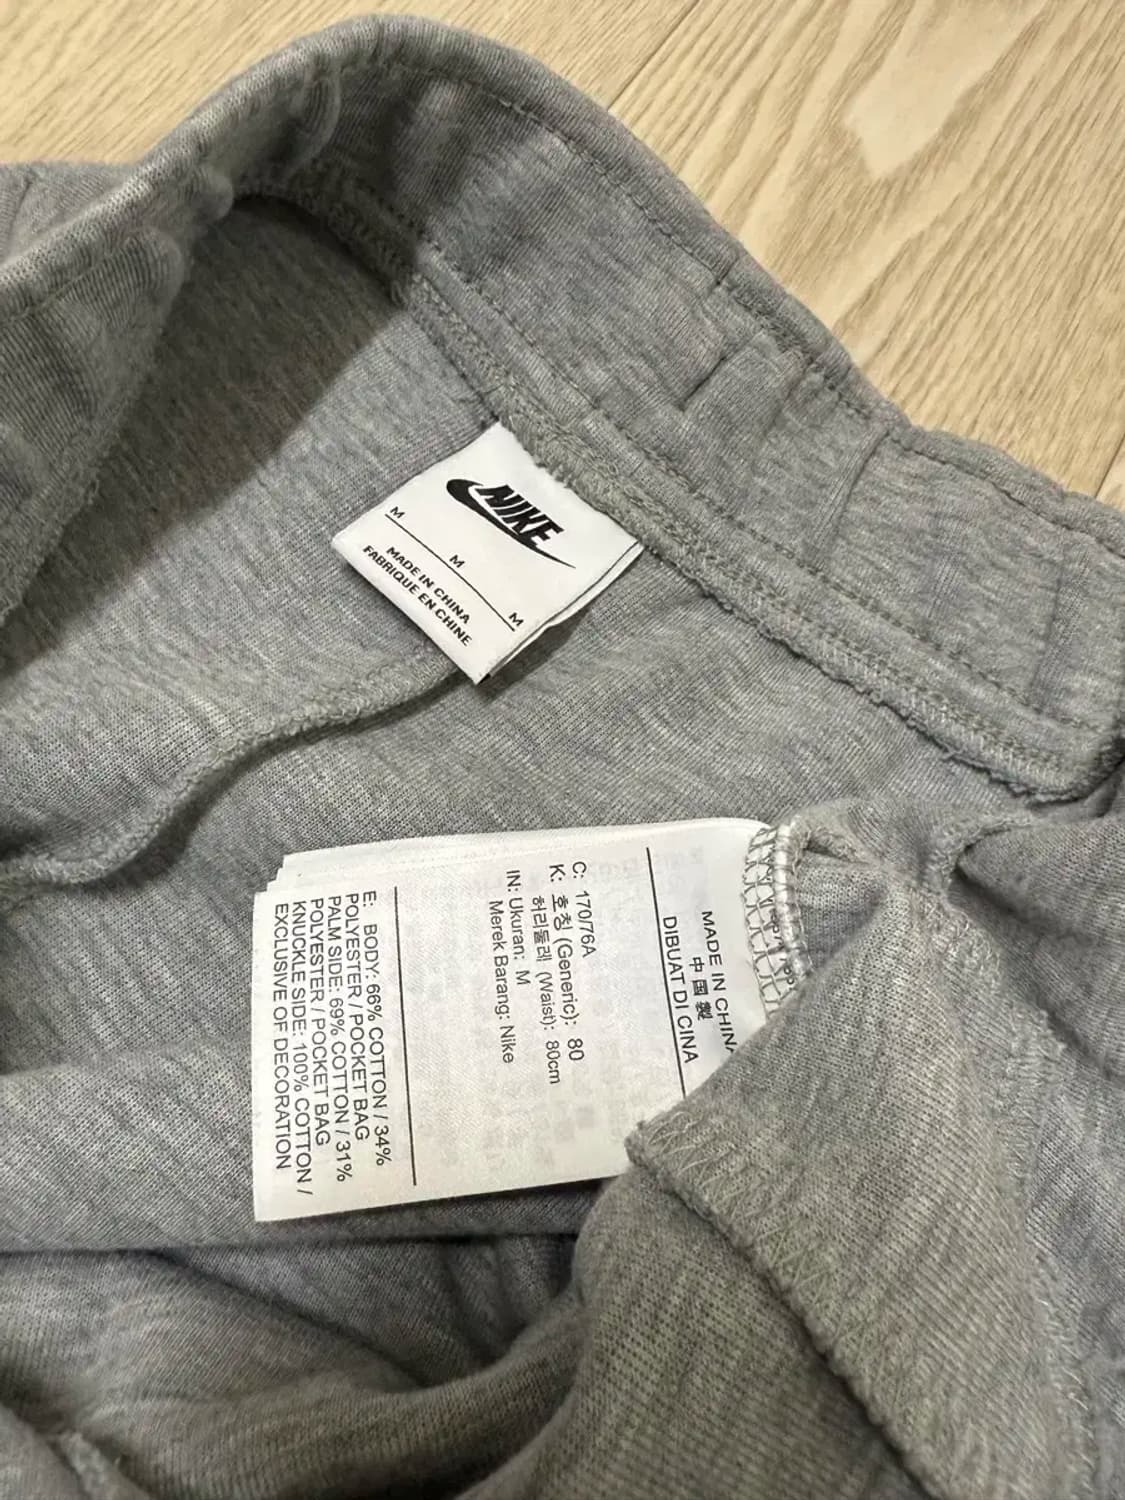 NIKE
M M M
MADE IN CHINA
FABRIQUE EN CHINE
MADE IN CHINA
中國製
DIBUAT DI CINA
C: 170/76A
K: 호칭 (Generic): 80
허리둘레 (Waist): 80cm
IN: Ukuran: M
Merek Barang: Nike
E: BODY: 66% COTTON / 34%
POLYESTER / POCKET BAG
PALM SIDE: 69% COTTON / 31%
POLYESTER / POCKET BAG
KNUCKLE SIDE: 100% COTTON /
EXCLUSIVE OF DECORATION